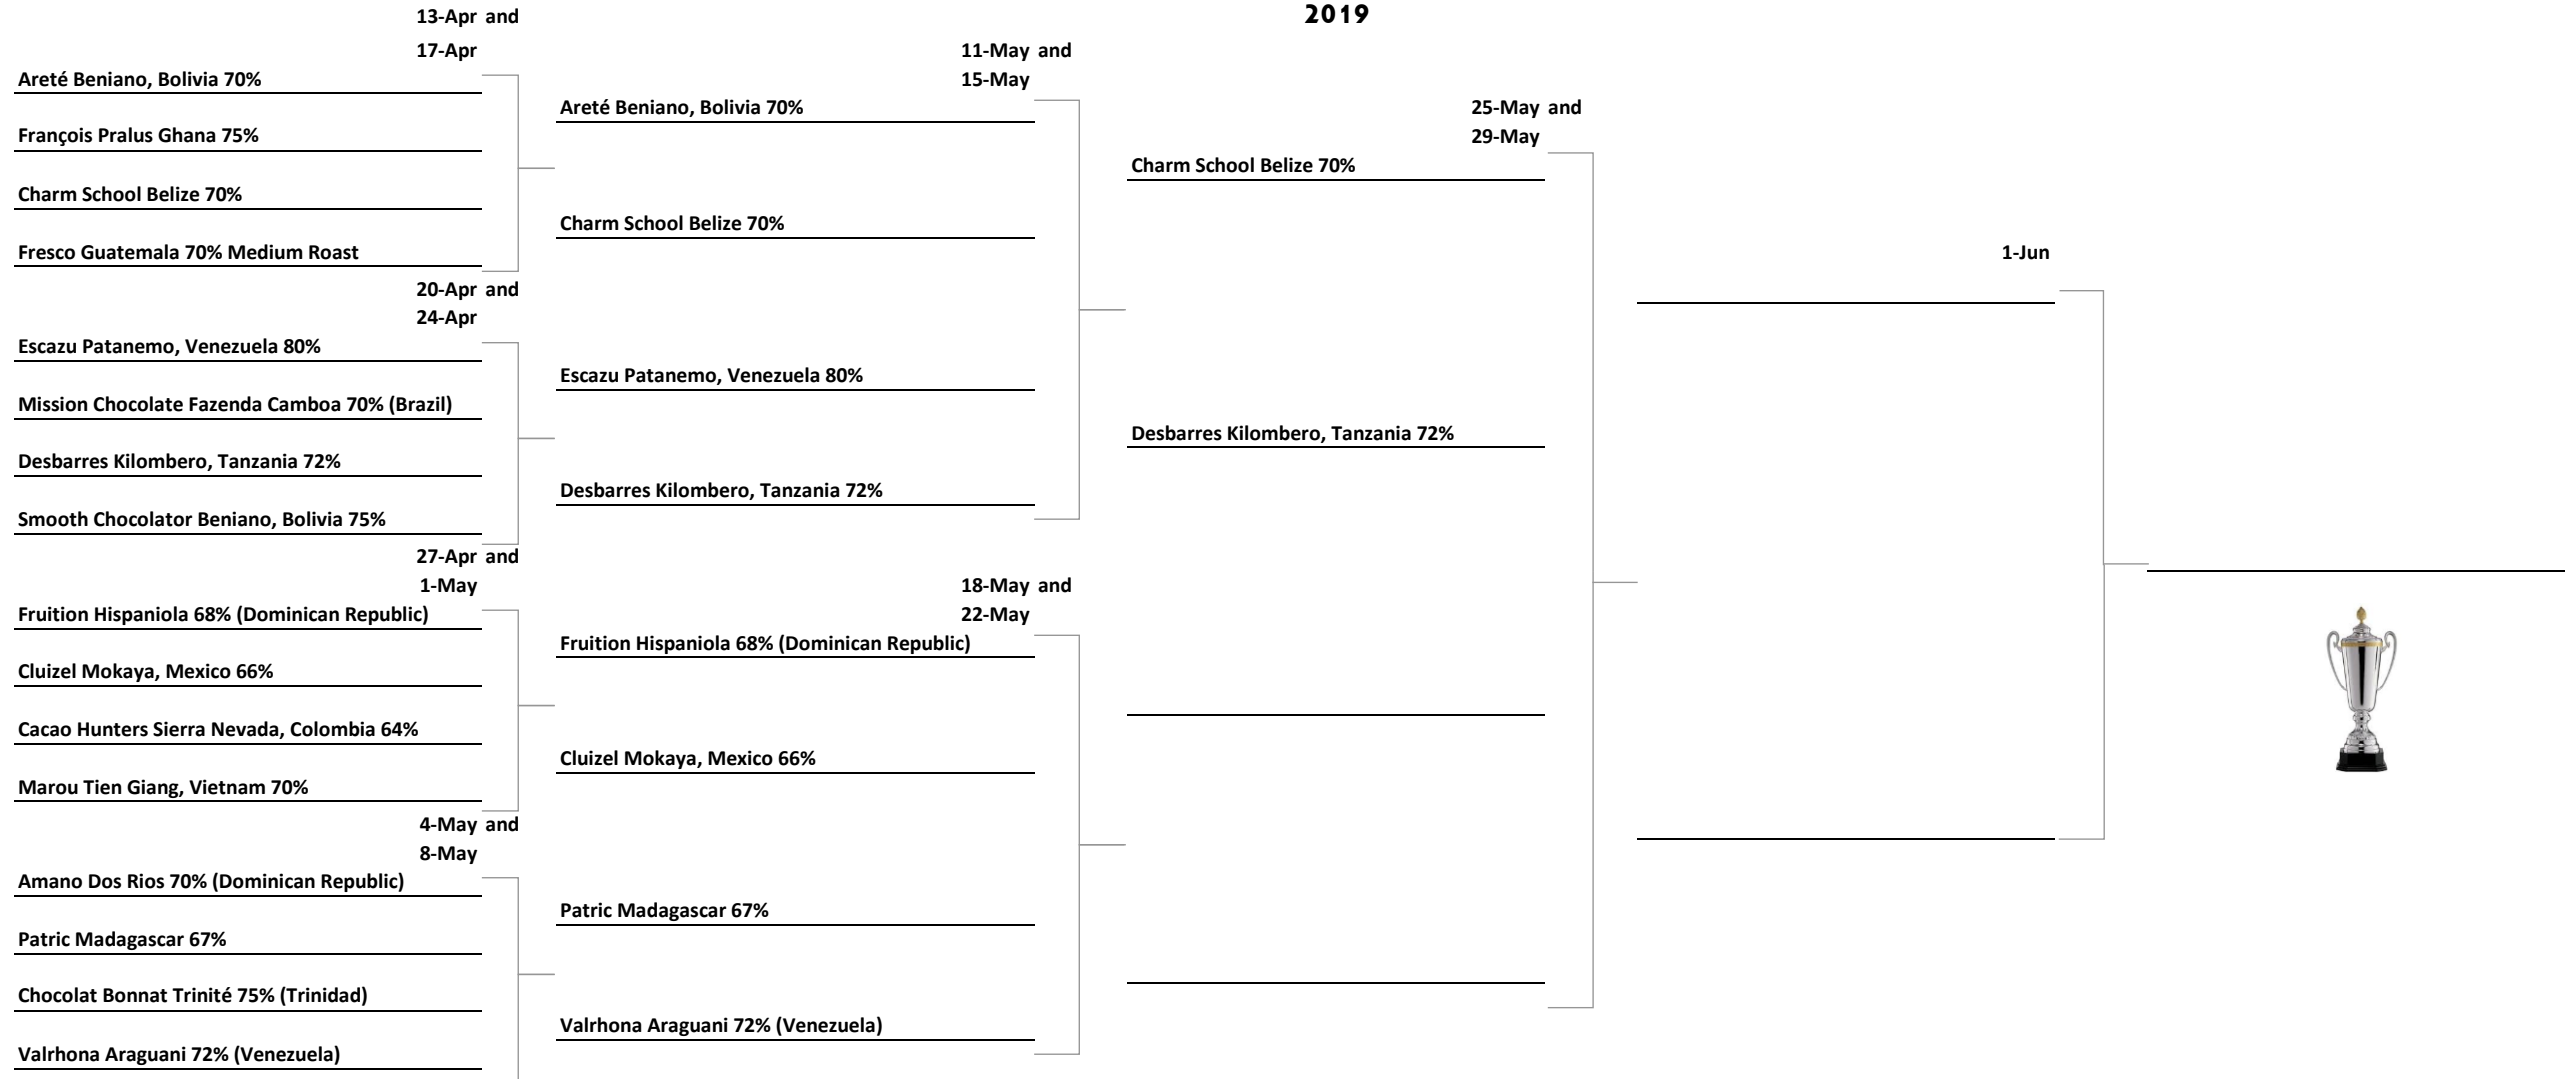 2019
13-Apr and
17-Apr
Areté Beniano, Bolivia 70%
François Pralus Ghana 75%
Charm School Belize 70%
Fresco Guatemala 70% Medium Roast
20-Apr and
24-Apr
Escazu Patanemo, Venezuela 80%
Mission Chocolate Fazenda Camboa 70% (Brazil)
Desbarres Kilombero, Tanzania 72%
Smooth Chocolator Beniano, Bolivia 75%
27-Apr and
1-May
Fruition Hispaniola 68% (Dominican Republic)
Cluizel Mokaya, Mexico 66%
Cacao Hunters Sierra Nevada, Colombia 64%
Marou Tien Giang, Vietnam 70%
4-May and
8-May
Amano Dos Rios 70% (Dominican Republic)
Patric Madagascar 67%
Chocolat Bonnat Trinité 75% (Trinidad)
Valrhona Araguani 72% (Venezuela)
11-May and
15-May
Areté Beniano, Bolivia 70%
Charm School Belize 70%
Escazu Patanemo, Venezuela 80%
Desbarres Kilombero, Tanzania 72%
18-May and
22-May
Fruition Hispaniola 68% (Dominican Republic)
Cluizel Mokaya, Mexico 66%
Patric Madagascar 67%
Valrhona Araguani 72% (Venezuela)
25-May and
29-May
Charm School Belize 70%
Desbarres Kilombero, Tanzania 72%
1-Jun